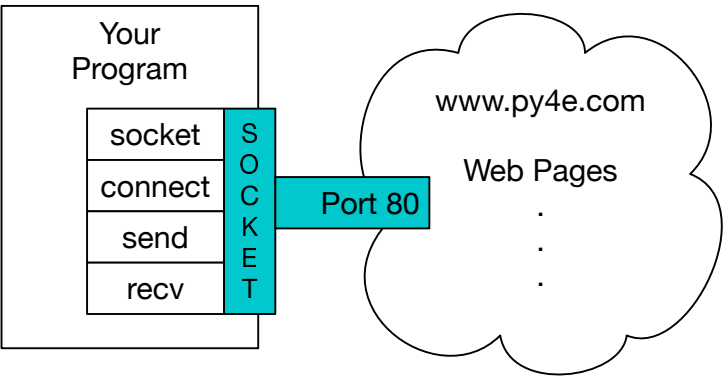 Your
Program
socket
connect
send
recv
S
O
C
K
E
T
Port 80
www.py4e.com
Web Pages
.
.
.